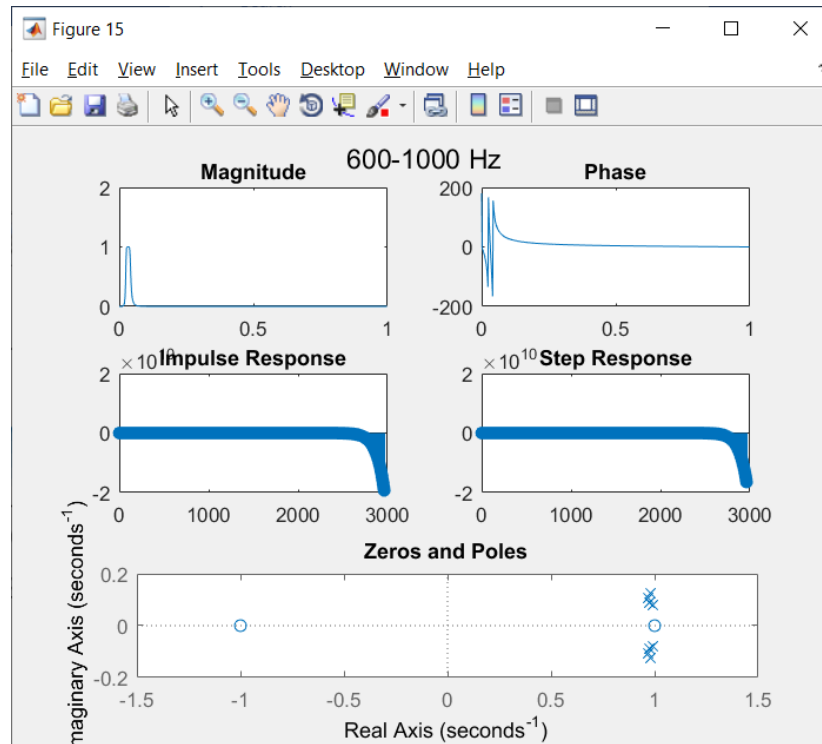 Figure 15
File Edit View Insert Tools Desktop Window Help
600-1000 Hz
Magnitude
2
1
0
0 0.5 1
Phase
200
0
-200
0 0.5 1
×10
Impulse Response
2
0
-2
0 1000 2000 3000
×10^10 Step Response
2
0
-2
0 1000 2000 3000
Zeros and Poles
maginary Axis (seconds^-1)
0.2
0
-0.2
-1.5 -1 -0.5 0 0.5 1 1.5
Real Axis (seconds^-1)